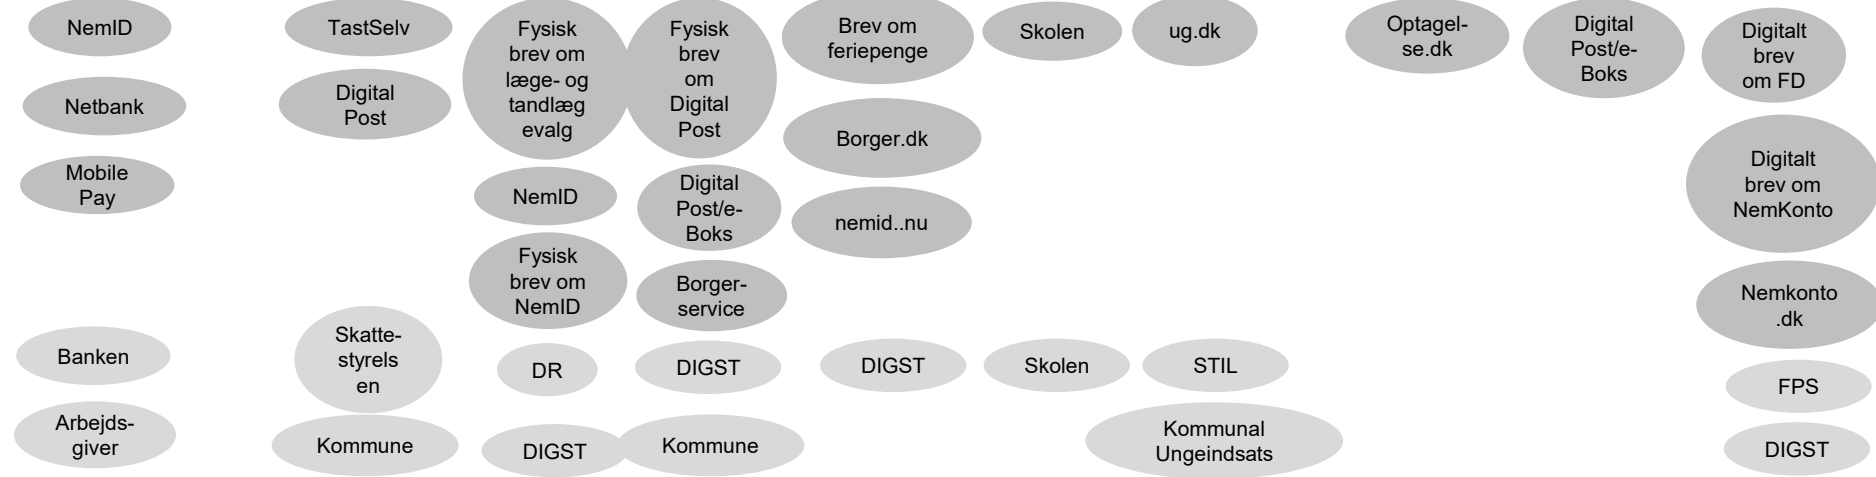 NemID
Netbank
Mobile
Pay
Banken
Arbejds-
giver
TastSelv
Digital
Post
Skatte-
styrels
en
Kommune
Fysisk
brev om
læge- og
tandlæg
evalg
NemID
Fysisk
brev om
NemID
DR
DIGST
Fysisk
brev
om
Digital
Post
Digital
Post/e-
Boks
Borger-
service
DIGST
Kommune
Brev om
feriepenge
Borger.dk
nemid..nu
DIGST
Skolen
Skolen
ug.dk
STIL
Kommunal
Ungeindsats
Optagel-
se.dk
Digital
Post/e-
Boks
Digitalt
brev
om FD
Digitalt
brev om
NemKonto
Nemkonto
.dk
FPS
DIGST